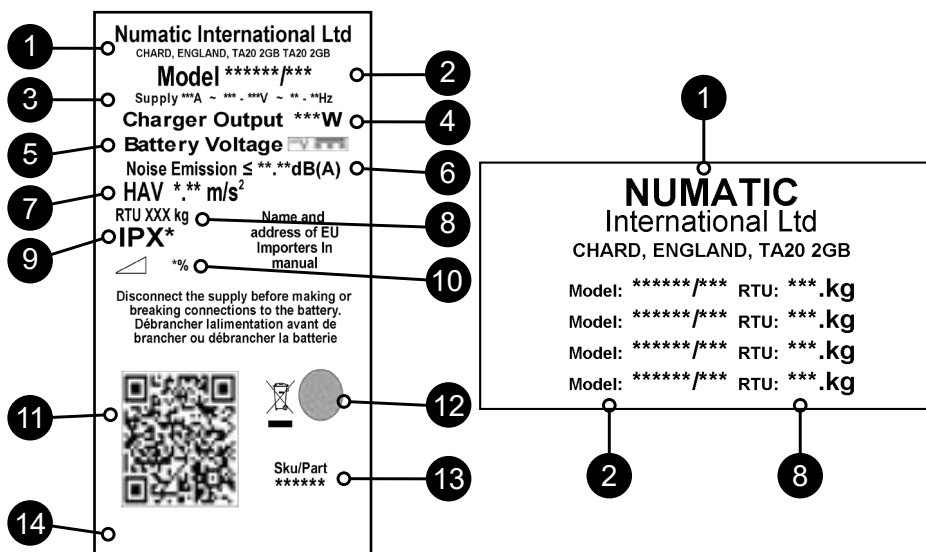 Numatic International Ltd
CHARD, ENGLAND, TA20 2GB TA20 2GB
Model ******/***
Supply ***A ~ *** - ***V ~ ** - **Hz
Charger Output ***W
Battery Voltage
Noise Emission ≤ **.**dB(A)
HAV *.** m/s²
RTU XXX kg
IPX*
Name and
address of EU
Importers In
manual
*%
Disconnect the supply before making or
breaking connections to the battery.
Débrancher lalimentation avant de
brancher ou débrancher la batterie
Sku/Part
******
1
2
3
4
5
6
7
8
9
10
11
12
13
14
1
NUMATIC
International Ltd
CHARD, ENGLAND, TA20 2GB
Model: ******/*** RTU: ***.kg
Model: ******/*** RTU: ***.kg
Model: ******/*** RTU: ***.kg
Model: ******/*** RTU: ***.kg
2
8